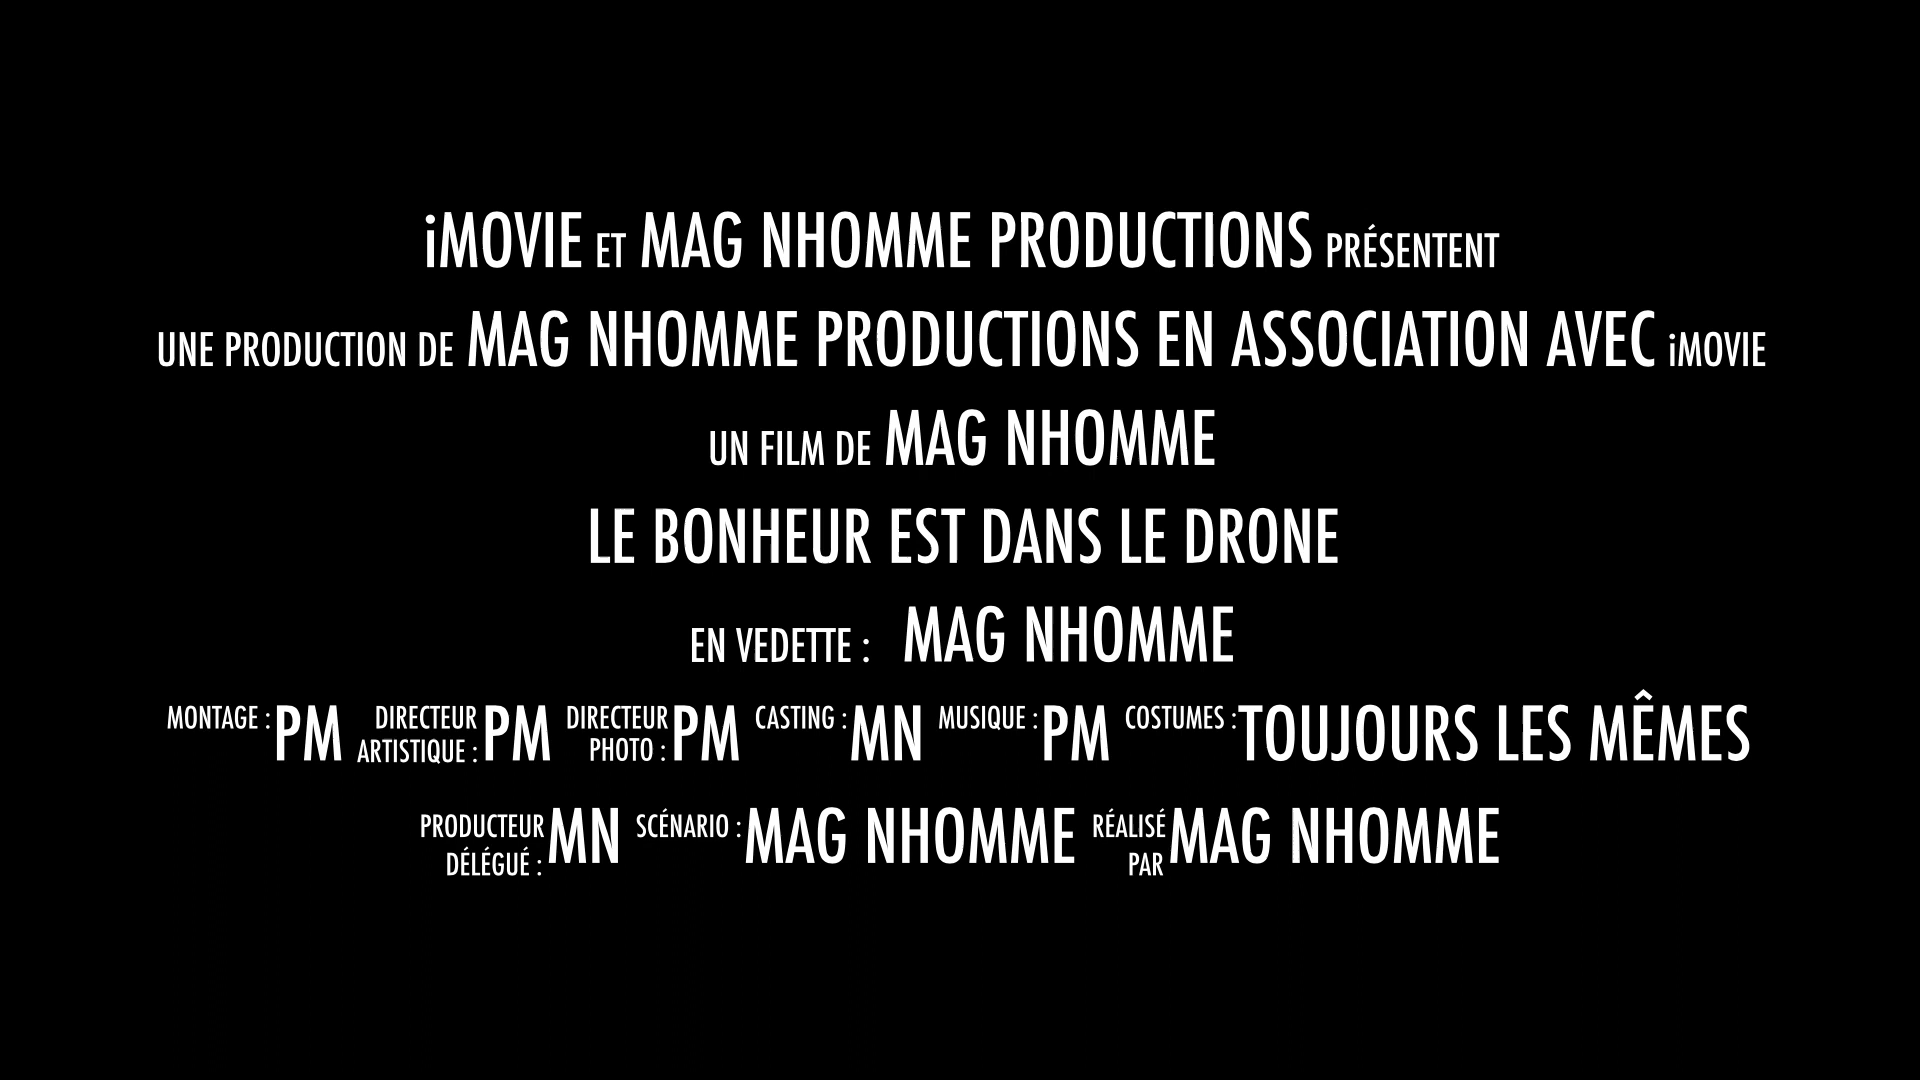 iMOVIE ET MAG NHOMME PRODUCTIONS PRÉSENTENT
UNE PRODUCTION DE MAG NHOMME PRODUCTIONS EN ASSOCIATION AVEC iMOVIE
UN FILM DE MAG NHOMME
LE BONHEUR EST DANS LE DRONE
EN VEDETTE : MAG NHOMME
MONTAGE : PM DIRECTEUR ARTISTIQUE : PM DIRECTEUR PHOTO : PM CASTING : MN MUSIQUE : PM COSTUMES : TOUJOURS LES MÊMES
PRODUCTEUR DÉLÉGUÉ : MN SCÉNARIO : MAG NHOMME RÉALISÉ PAR MAG NHOMME